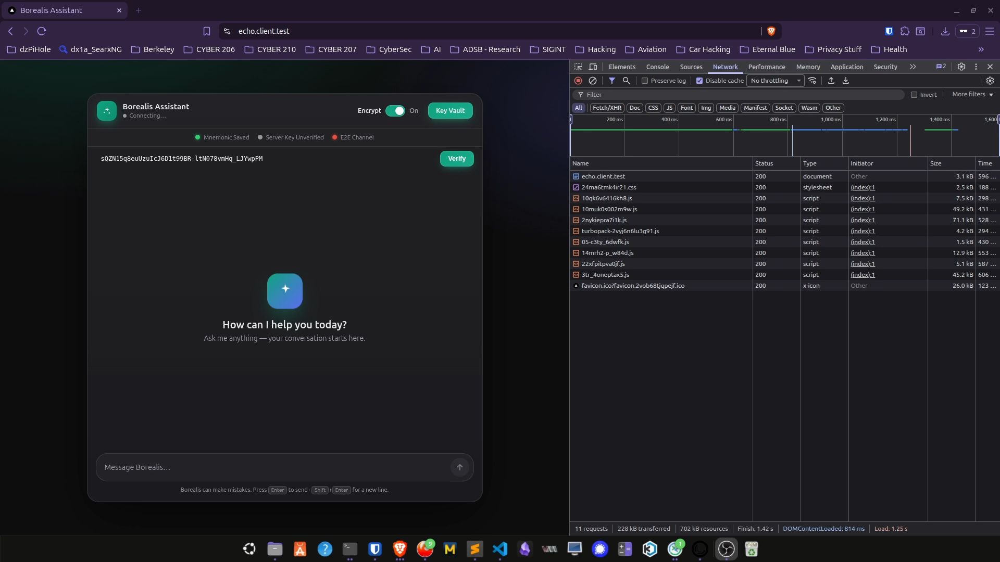 Borealis Assistant
echo.client.test
2
dzPiHole
dx1a_SearxNG
Berkeley
CYBER 206
CYBER 210
CYBER 207
CyberSec
AI
ADSB - Research
SIGINT
Hacking
Aviation
Car Hacking
Eternal Blue
Privacy Stuff
Health
»
Borealis Assistant
Connecting…
Encrypt
On
Key Vault
Mnemonic Saved
Server Key Unverified
E2E Channel
sQZN15q8euUzuIcJ6D1t99BR-ltN078vmHq_LJYwpPM
Verify
How can I help you today?
Ask me anything — your conversation starts here.
Message Borealis…
Borealis can make mistakes. Press Enter to send · Shift + Enter for a new line.
Elements Console Sources Network Performance Memory Application Security 2
Preserve log Disable cache No throttling
Filter Invert More filters
All Fetch/XHR Doc CSS JS Font Img Media Manifest Socket Wasm Other
200 ms 400 ms 600 ms 800 ms 1,000 ms 1,200 ms 1,400 ms 1,600
Name Status Type Initiator Size Time
echo.client.test 200 document Other 3.1 kB 596 ...
24ma6tmk4ir21.css 200 stylesheet (index):1 2.5 kB 188 ...
10qk6v6416kh8.js 200 script (index):1 7.5 kB 298 ...
10muk0s002m9w.js 200 script (index):1 49.2 kB 431 ...
2nykiepra7i1k.js 200 script (index):1 71.1 kB 528 ...
turbopack-2vyj6n6lu3g91.js 200 script (index):1 4.2 kB 294 ...
05-c3ty_6dwfk.js 200 script (index):1 1.5 kB 430 ...
14mrh2-p_w84d.js 200 script (index):1 12.9 kB 553 ...
22xfpitpva0jf.js 200 script (index):1 5.1 kB 587 ...
3tr_4oneptax5.js 200 script (index):1 45.2 kB 606 ...
favicon.ico?favicon.2vob68tjqpejf.ico 200 x-icon Other 26.0 kB 123 ...
11 requests 228 kB transferred 702 kB resources Finish: 1.42 s DOMContentLoaded: 814 ms Load: 1.25 s
9
1